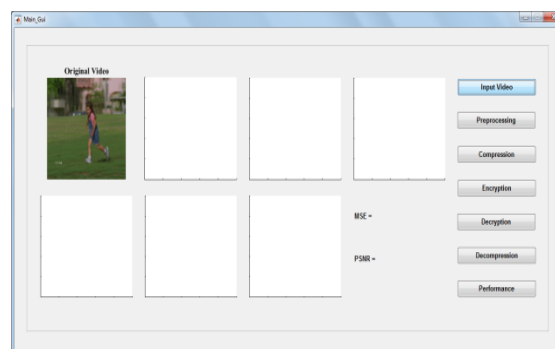 Main_Gui
Original Video
Input Video
Preprocessing
Compression
Encryption
MSE =
Decryption
PSNR =
Decompression
Performance